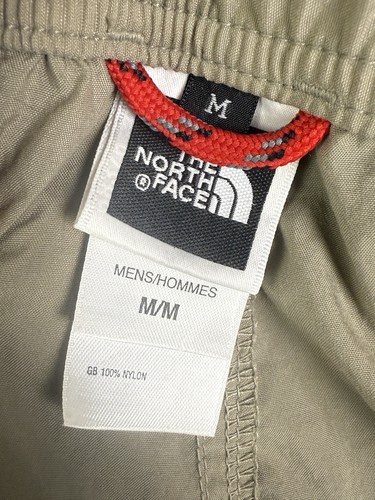 M
THE
NORTH
FACE
®
MENS/HOMMES
M/M
GB 100% NYLON